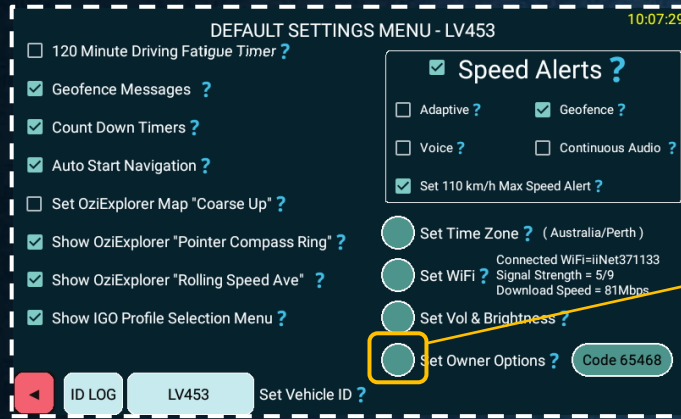 10:07:29
DEFAULT SETTINGS MENU - LV453
120 Minute Driving Fatigue Timer ?
Geofence Messages ?
Count Down Timers ?
Auto Start Navigation ?
Set OziExplorer Map "Coarse Up" ?
Show OziExplorer "Pointer Compass Ring" ?
Show OziExplorer "Rolling Speed Ave" ?
Show IGO Profile Selection Menu ?
Speed Alerts ?
Adaptive ?
Geofence ?
Voice ?
Continuous Audio ?
Set 110 km/h Max Speed Alert ?
Set Time Zone ? ( Australia/Perth )
Set WiFi ?
Connected WiFi=iiNet371133
Signal Strength = 5/9
Download Speed = 81Mbps
Set Vol & Brightness ?
Set Owner Options ?
Code 65468
ID LOG
LV453
Set Vehicle ID ?